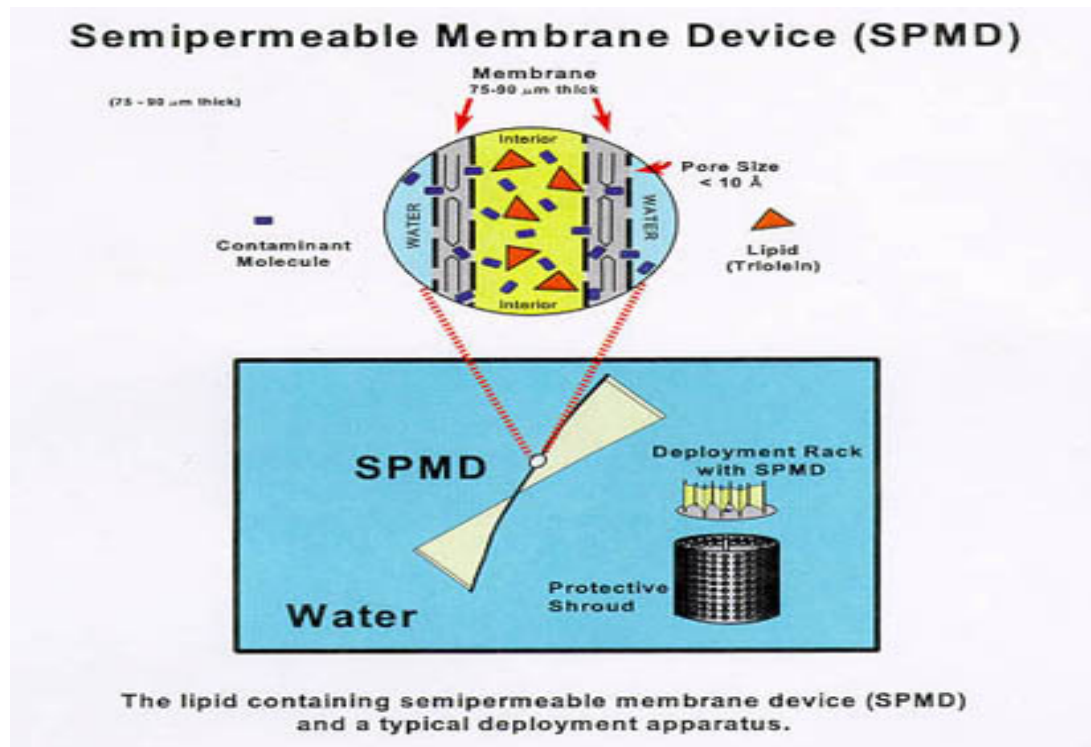 Semipermeable Membrane Device (SPMD)
Membrane
75-90 µm thick
(75 - 90 µm thick)
Interior
Pore Size
< 10 Å
WATER
WATER
Contaminant
Molecule
Lipid
(Triolein)
Interior
SPMD
Deployment Rack
with SPMD
Protective
Shroud
Water
The lipid containing semipermeable membrane device (SPMD)
and a typical deployment apparatus.